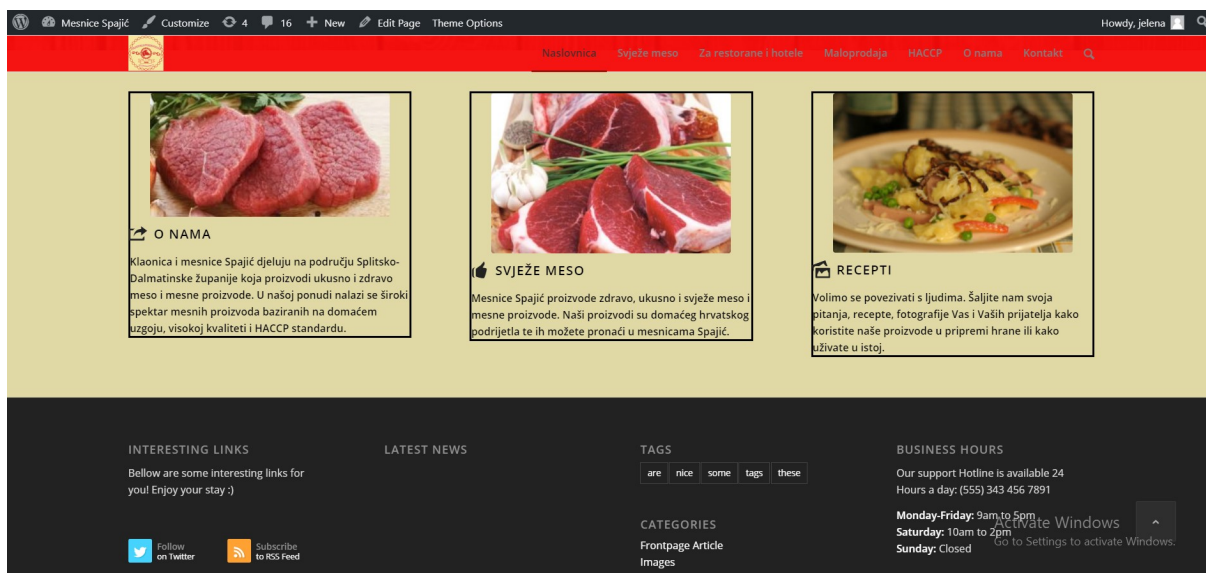 Mesnice Spajić Customize 4 16 New Edit Page Theme Options Howdy, jelena
Naslovnica Svježe meso Za restorane i hotele Maloprodaja HACCP O nama Kontakt
O NAMA
Klaonica i mesnice Spajić djeluju na području Splitsko-
Dalmatinske županije koja proizvodi ukusno i zdravo
meso i mesne proizvode. U našoj ponudi nalazi se široki
spektar mesnih proizvoda baziranih na domaćem
uzgoju, visokoj kvaliteti i HACCP standardu.
SVJEŽE MESO
Mesnice Spajić proizvode zdravo, ukusno i svježe meso i
mesne proizvode. Naši proizvodi su domaćeg hrvatskog
podrijetla te ih možete pronaći u mesnicama Spajić.
RECEPTI
Volimo se povezivati s ljudima. Šaljite nam svoja
pitanja, recepte, fotografije Vas i Vaših prijatelja kako
koristite naše proizvode u pripremi hrane ili kako
uživate u istoj.
INTERESTING LINKS
Bellow are some interesting links for
you! Enjoy your stay :)
Follow
on Twitter
Subscribe
to RSS Feed
LATEST NEWS
TAGS
are nice some tags these
CATEGORIES
Frontpage Article
Images
BUSINESS HOURS
Our support Hotline is available 24
Hours a day: (555) 343 456 7891
Monday-Friday: 9am to 5pm
Saturday: 10am to 2pm
Sunday: Closed
Activate Windows
Go to Settings to activate Windows.